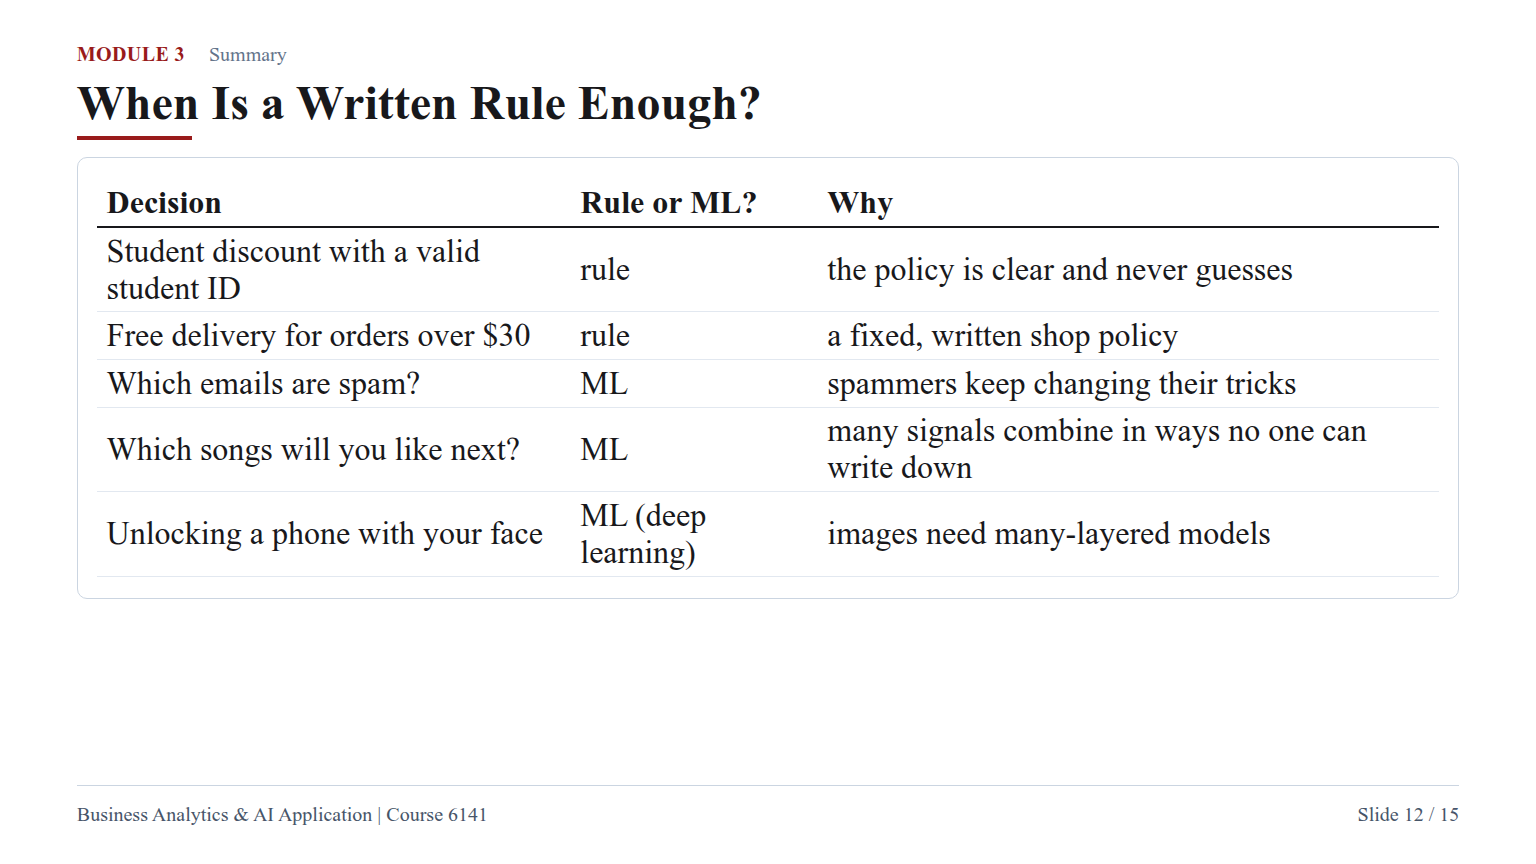 MODULE 3 Summary
When Is a Written Rule Enough?
Decision Rule or ML? Why
Student discount with a valid
student ID
rule
the policy is clear and never guesses
Free delivery for orders over $30 rule a fixed, written shop policy
Which emails are spam? ML spammers keep changing their tricks
Which songs will you like next? ML
many signals combine in ways no one can
write down
Unlocking a phone with your face
ML (deep
learning)
images need many-layered models
Business Analytics & AI Application | Course 6141
Slide 12 / 15